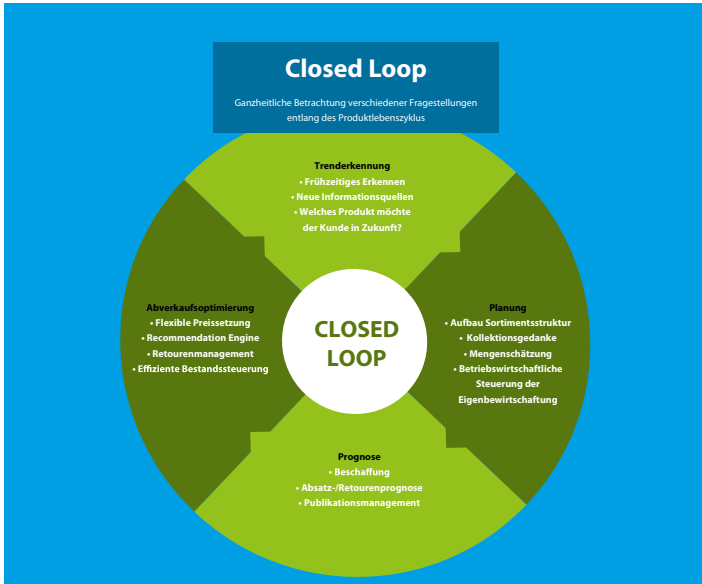 Closed Loop
Ganzheitliche Betrachtung verschiedener Fragestellungen
entlang des Produktlebenszyklus
Trenderkennung
• Frühzeitiges Erkennen
• Neue Informationsquellen
• Welches Produkt möchte
der Kunde in Zukunft?
Abverkaufsoptimierung
• Flexible Preissetzung
• Recommendation Engine
• Retourenmanagement
• Effiziente Bestandssteuerung
CLOSED
LOOP
Planung
• Aufbau Sortimentsstruktur
• Kollektionsgedanke
• Mengenschätzung
• Betriebswirtschaftliche
Steuerung der
Eigenbewirtschaftung
Prognose
• Beschaffung
• Absatz-/Retourenprognose
• Publikationsmanagement